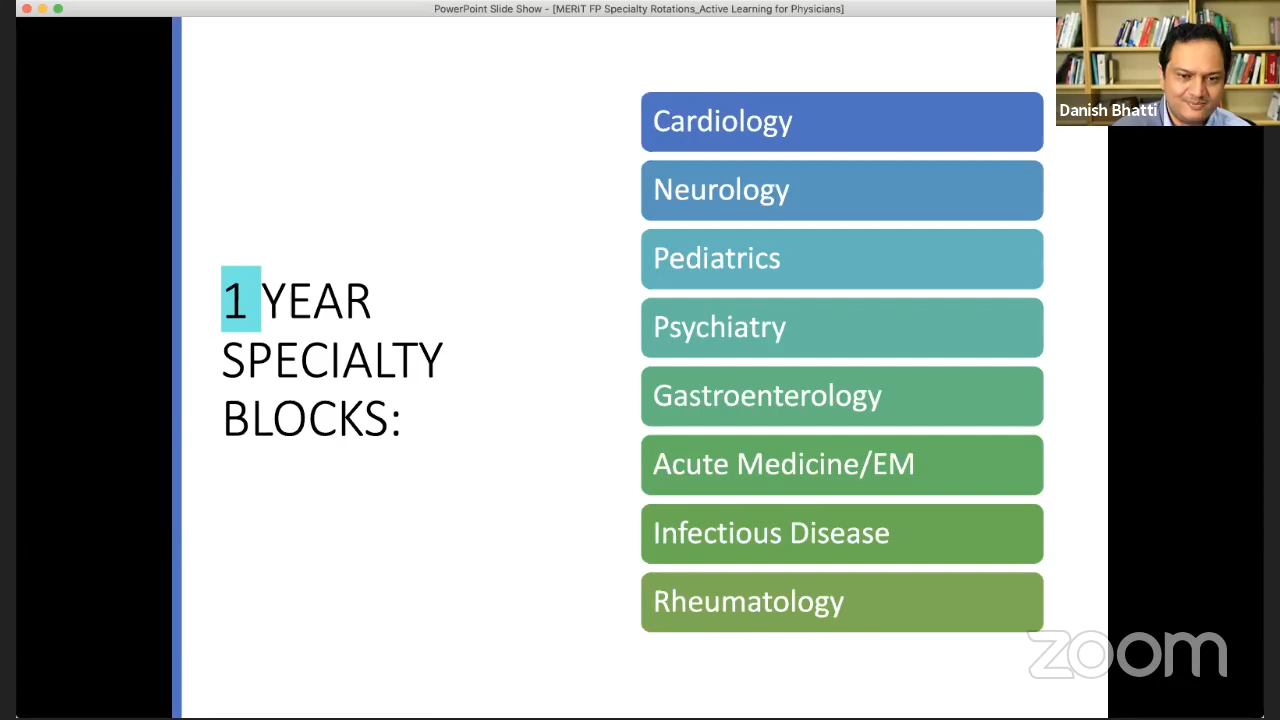 PowerPoint Slide Show - [MERIT FP Specialty Rotations_Active Learning for Physicians]
Danish Bhatti
1 YEAR
SPECIALTY
BLOCKS:
Cardiology
Neurology
Pediatrics
Psychiatry
Gastroenterology
Acute Medicine/EM
Infectious Disease
Rheumatology
zoom